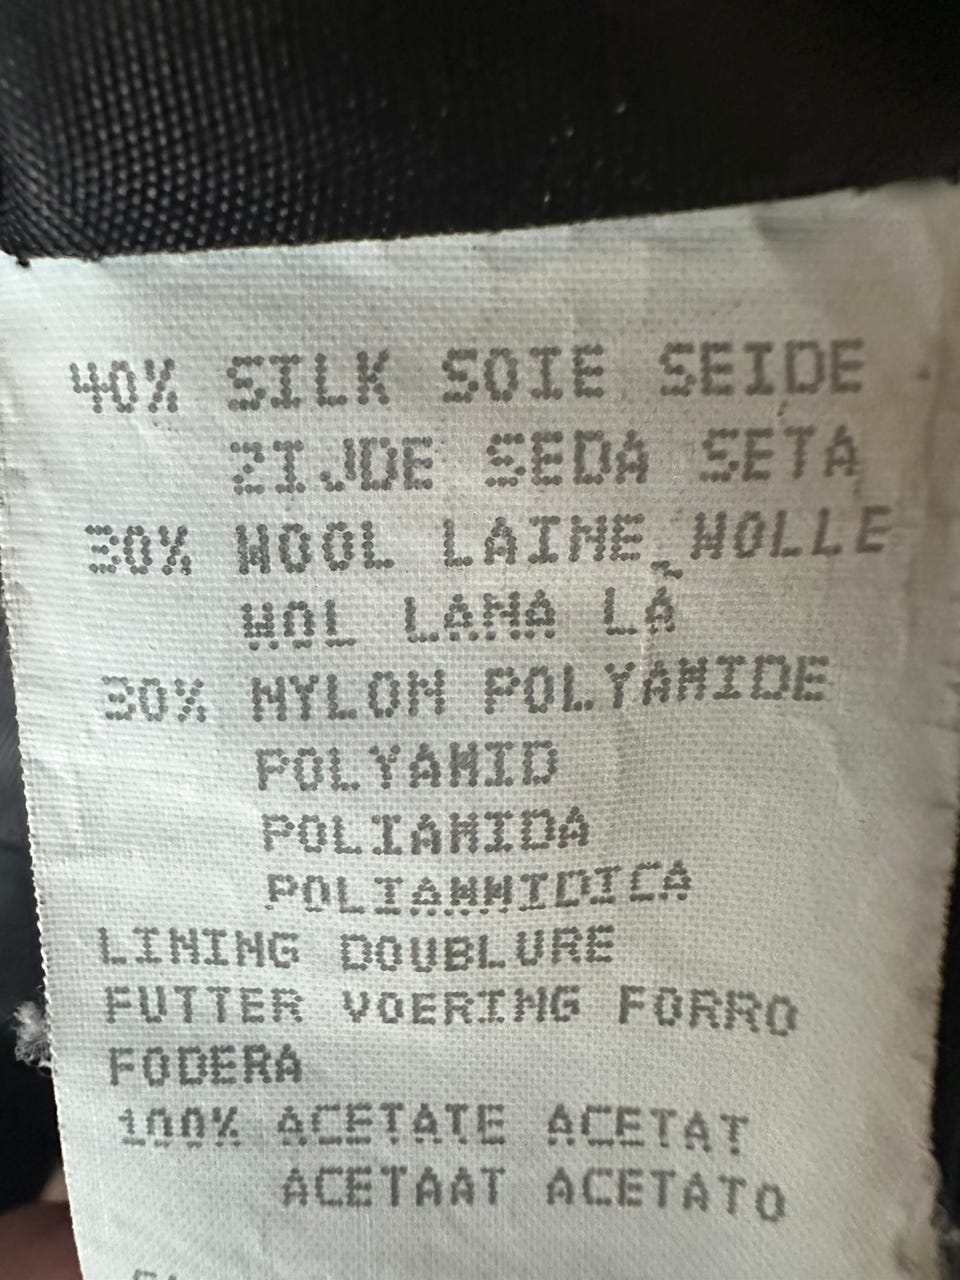 40% SILK SOIE SEIDE
ZIJDE SEDA SETA
30% WOOL LAINE WOLLE
WOL LANA LÃ
30% NYLON POLYAMIDE
POLYAMID
POLIAMIDA
POLIAMMIDICA
LINING DOUBLURE
FUTTER VOERING FORRO
FODERA
100% ACETATE ACETAT
ACETAAT ACETATO